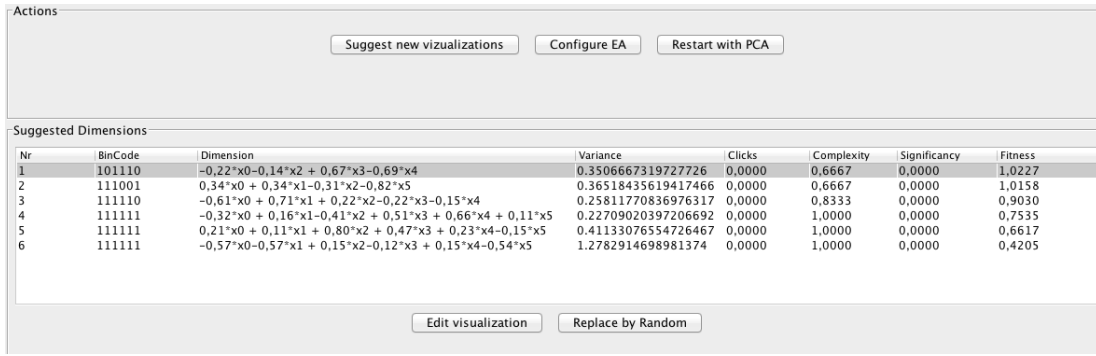 Actions
Suggest new vizualizations Configure EA Restart with PCA
Suggested Dimensions
Nr BinCode Dimension Variance Clicks Complexity Significancy Fitness
1 101110 -0,22*x0-0,14*x2 + 0,67*x3-0,69*x4 0.3506667319727726 0,0000 0,6667 0,0000 1,0227
2 111001 0,34*x0 + 0,34*x1-0,31*x2-0,82*x5 0.36518435619417466 0,0000 0,6667 0,0000 1,0158
3 111110 -0,61*x0 + 0,71*x1 + 0,22*x2-0,22*x3-0,15*x4 0.25811770836976317 0,0000 0,8333 0,0000 0,9030
4 111111 -0,32*x0 + 0,16*x1-0,41*x2 + 0,51*x3 + 0,66*x4 + 0,11*x5 0.22709020397206692 0,0000 1,0000 0,0000 0,7535
5 111111 0,21*x0 + 0,11*x1 + 0,80*x2 + 0,47*x3 + 0,23*x4-0,15*x5 0.41133076554726467 0,0000 1,0000 0,0000 0,6617
6 111111 -0,57*x0-0,57*x1 + 0,15*x2-0,12*x3 + 0,15*x4-0,54*x5 1.2782914698981374 0,0000 1,0000 0,0000 0,4205
Edit visualization Replace by Random